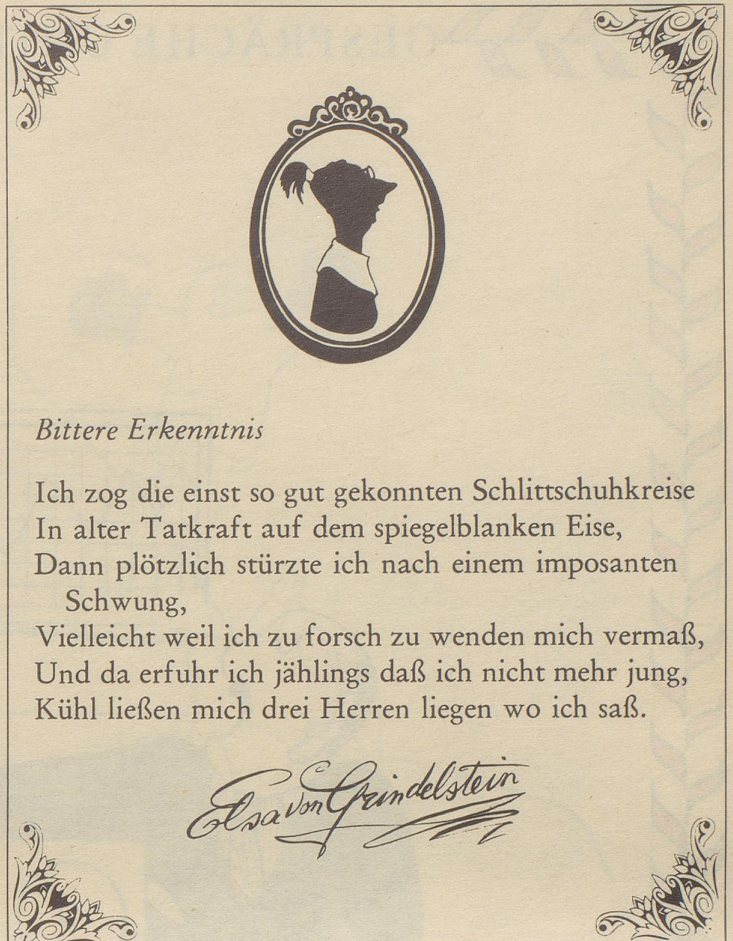 Bittere Erkenntnis
Ich zog die einst so gut gekonnten Schlittschuhkreise
In alter Tatkraft auf dem spiegelblanken Eise,
Dann plötzlich stürzte ich nach einem imposanten
Schwung,
Vielleicht weil ich zu forsch zu wenden mich vermaß,
Und da erfuhr ich jählings daß ich nicht mehr jung,
Kühl ließen mich drei Herren liegen wo ich saß.
Elsa von Grindelstein